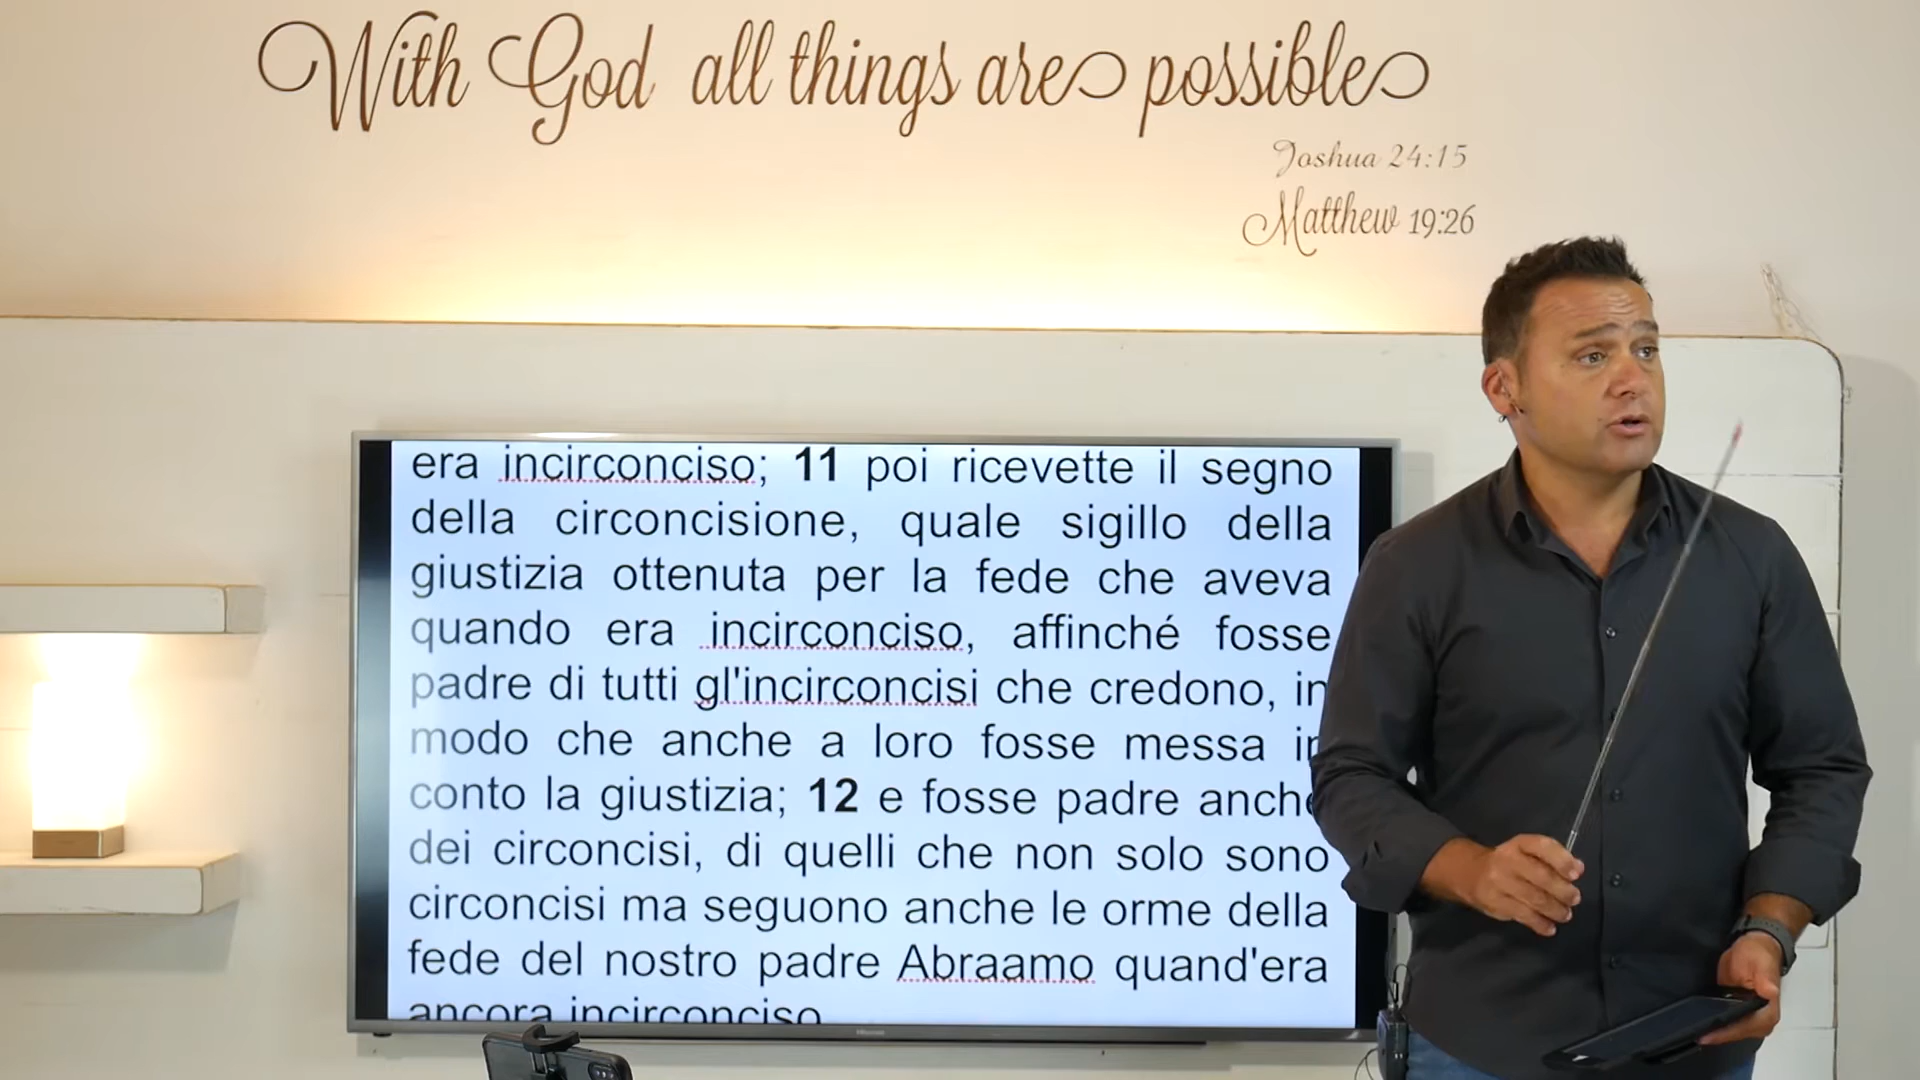 With God all things are possible
Joshua 24:15
Matthew 19:26
era incirconciso; 11 poi ricevette il segno
della circoncisione, quale sigillo della
giustizia ottenuta per la fede che aveva
quando era incirconciso, affinché fosse
padre di tutti gl'incirconcisi che credono, in
modo che anche a loro fosse messa in
conto la giustizia; 12 e fosse padre anche
dei circoncisi, di quelli che non solo sono
circoncisi ma seguono anche le orme della
fede del nostro padre Abraamo quand'era
ancora incirconciso
Hisense